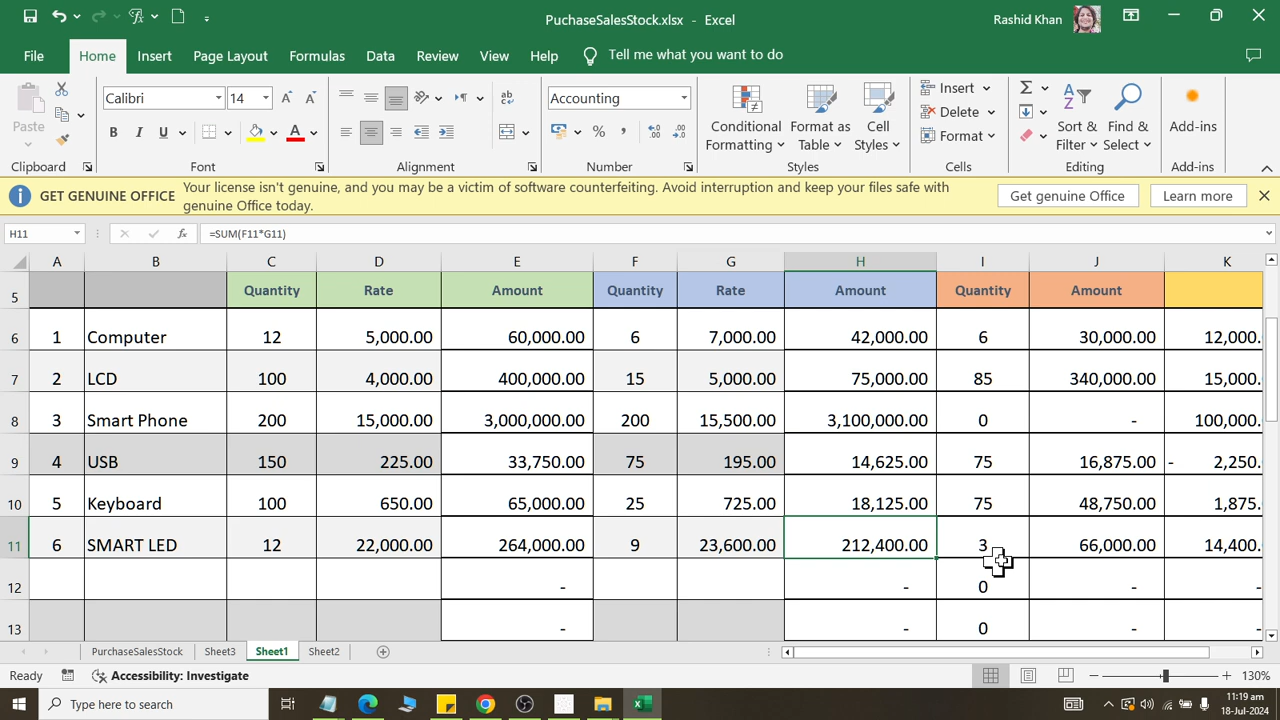 PuchaseSalesStock.xlsx - Excel
Rashid Khan
File Home Insert Page Layout Formulas Data Review View Help Tell me what you want to do
Paste
Clipboard
Calibri 14
B I U A
Font
ab
Alignment
Accounting
% ,
Number
Conditional Formatting
Format as Table
Cell Styles
Styles
Insert
Delete
Format
Cells
Sort & Filter
Find & Select
Editing
Add-ins
Add-ins
GET GENUINE OFFICE Your license isn't genuine, and you may be a victim of software counterfeiting. Avoid interruption and keep your files safe with
genuine Office today.
Get genuine Office Learn more
H11 fx =SUM(F11*G11)
A B C D E F G H I J K
5 Quantity Rate Amount Quantity Rate Amount Quantity Amount
6 1 Computer 12 5,000.00 60,000.00 6 7,000.00 42,000.00 6 30,000.00 12,000.
7 2 LCD 100 4,000.00 400,000.00 15 5,000.00 75,000.00 85 340,000.00 15,000.
8 3 Smart Phone 200 15,000.00 3,000,000.00 200 15,500.00 3,100,000.00 0 - 100,000.
9 4 USB 150 225.00 33,750.00 75 195.00 14,625.00 75 16,875.00 - 2,250.
10 5 Keyboard 100 650.00 65,000.00 25 725.00 18,125.00 75 48,750.00 1,875.
11 6 SMART LED 12 22,000.00 264,000.00 9 23,600.00 212,400.00 3 66,000.00 14,400.
12 - - 0 - -
13 - - 0 - -
PurchaseSalesStock Sheet3 Sheet1 Sheet2
Ready Accessibility: Investigate 130%
Type here to search
11:19 am
18-Jul-2024